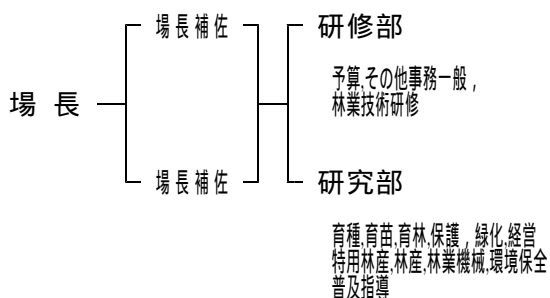 場長補佐
研修部
予算,その他事務一般,
林業技術研修
場長
場長補佐
研究部
育種,育苗,育林,保護,緑化,経営
特用林産,林産,林業機械,環境保全
普及指導